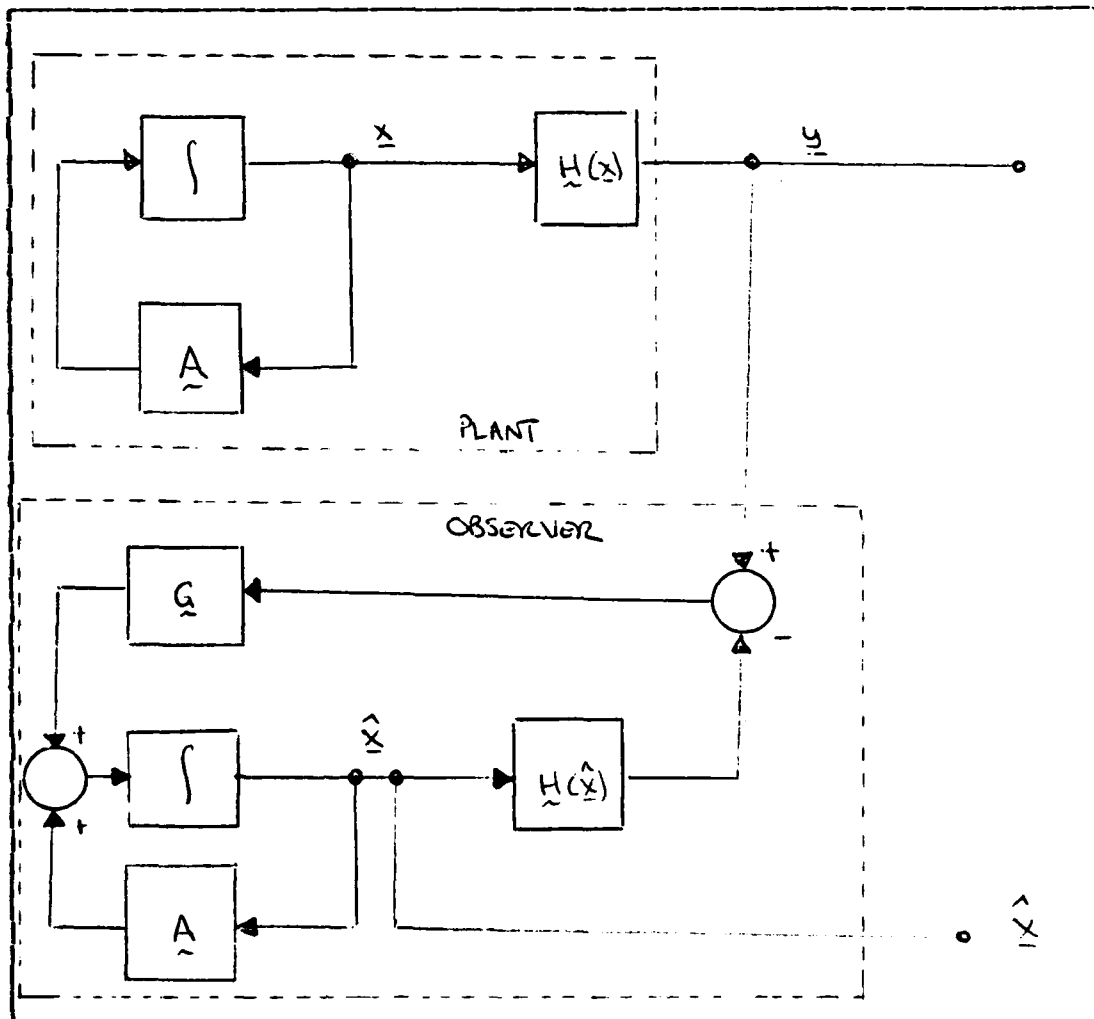 ∫
x
H(x)
y
A
PLANT
OBSERVER
+
G
-
+
∫
x̂
H(x̂)
+
A
x̂